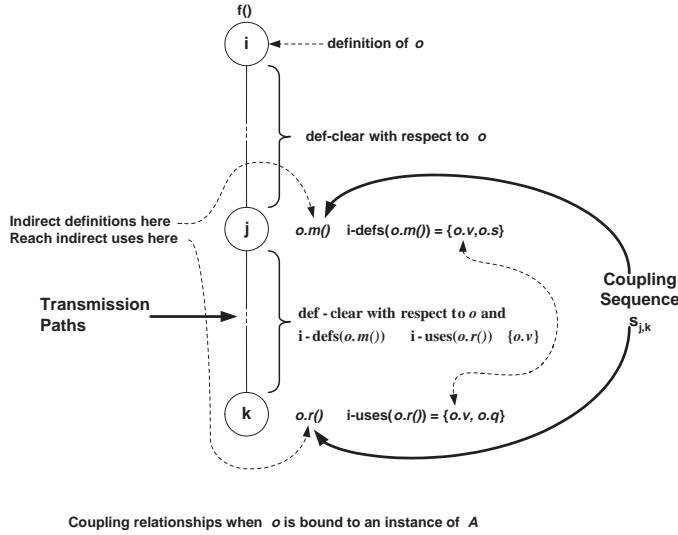 f()
i
definition of o
def-clear with respect to o
Indirect definitions here
Reach indirect uses here
j
o.m() i-defs(o.m()) = {o.v,o.s}
Coupling
Sequence
s j,k
Transmission
Paths
def - clear with respect to o and
i - defs(o.m()) i - uses(o.r()) {o.v}
k
o.r() i-uses(o.r()) = {o.v, o.q}
Coupling relationships when o is bound to an instance of A